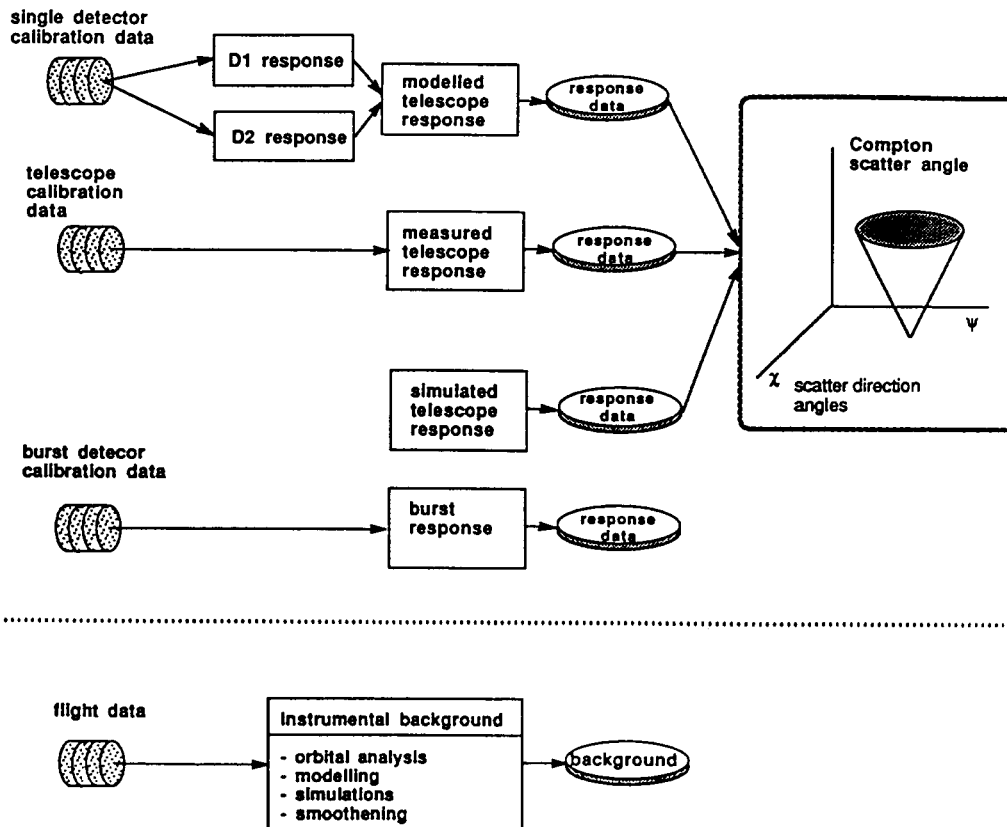 single detector
calibration data
D1 response
D2 response
modelled
telescope
response
response
data
telescope
calibration
data
measured
telescope
response
response
data
simulated
telescope
response
response
data
burst detecor
calibration data
burst
response
response
data
Compton
scatter angle
Ψ
χ
scatter direction
angles
flight data
Instrumental background
- orbital analysis
- modelling
- simulations
- smoothening
background